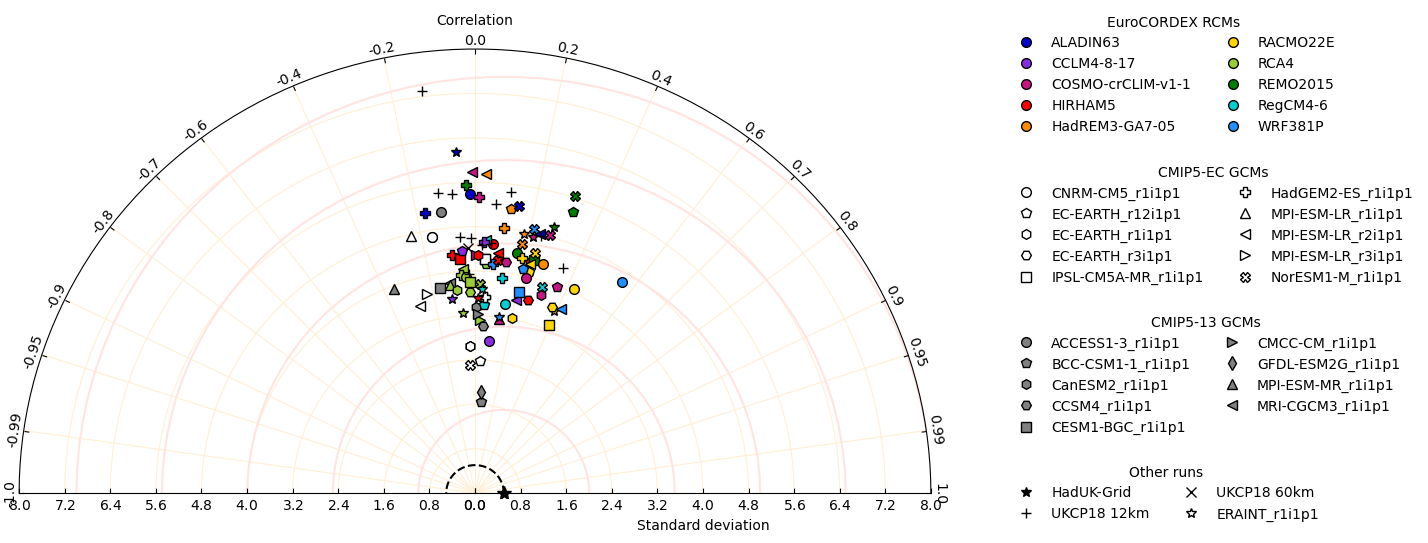 Correlation
-1.0
-0.99
-0.95
-0.9
-0.8
-0.7
-0.6
-0.4
-0.2
0.0
0.2
0.4
0.6
0.7
0.8
0.9
0.95
0.99
1.0
8.0 7.2 6.4 5.6 4.8 4.0 3.2 2.4 1.6 0.8 0.0 0.8 1.6 2.4 3.2 4.0 4.8 5.6 6.4 7.2 8.0
Standard deviation
EuroCORDEX RCMs
ALADIN63 RACMO22E
CCLM4-8-17 RCA4
COSMO-crCLIM-v1-1 REMO2015
HIRHAM5 RegCM4-6
HadREM3-GA7-05 WRF381P
CMIP5-EC GCMs
CNRM-CM5_r1i1p1 HadGEM2-ES_r1i1p1
EC-EARTH_r12i1p1 MPI-ESM-LR_r1i1p1
EC-EARTH_r1i1p1 MPI-ESM-LR_r2i1p1
EC-EARTH_r3i1p1 MPI-ESM-LR_r3i1p1
IPSL-CM5A-MR_r1i1p1 NorESM1-M_r1i1p1
CMIP5-13 GCMs
ACCESS1-3_r1i1p1 CMCC-CM_r1i1p1
BCC-CSM1-1_r1i1p1 GFDL-ESM2G_r1i1p1
CanESM2_r1i1p1 MPI-ESM-MR_r1i1p1
CCSM4_r1i1p1 MRI-CGCM3_r1i1p1
CESM1-BGC_r1i1p1
Other runs
HadUK-Grid UKCP18 60km
UKCP18 12km ERAINT_r1i1p1